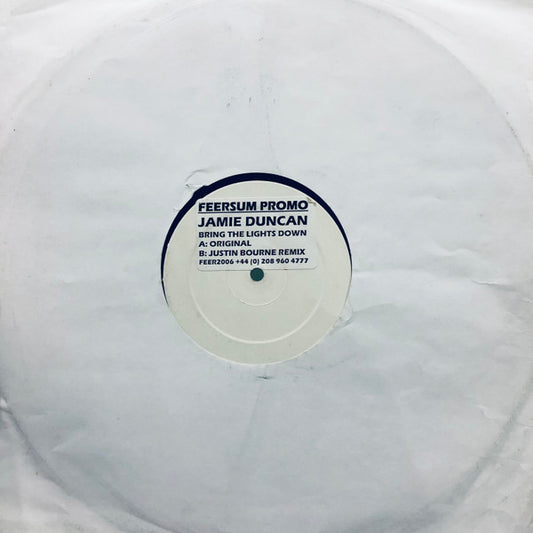 FEERSUM PROMO
JAMIE DUNCAN
BRING THE LIGHTS DOWN
A: ORIGINAL
B: JUSTIN BOURNE REMIX
FEER2006 +44 (0) 208 960 4777